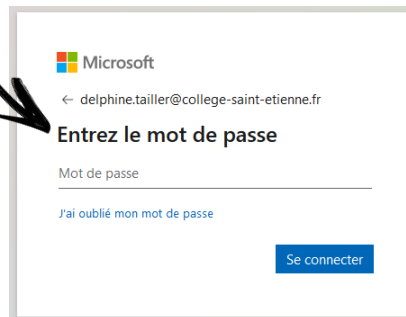 Microsoft
← delphine.tailler@college-saint-etienne.fr
Entrez le mot de passe
Mot de passe
J'ai oublié mon mot de passe
Se connecter